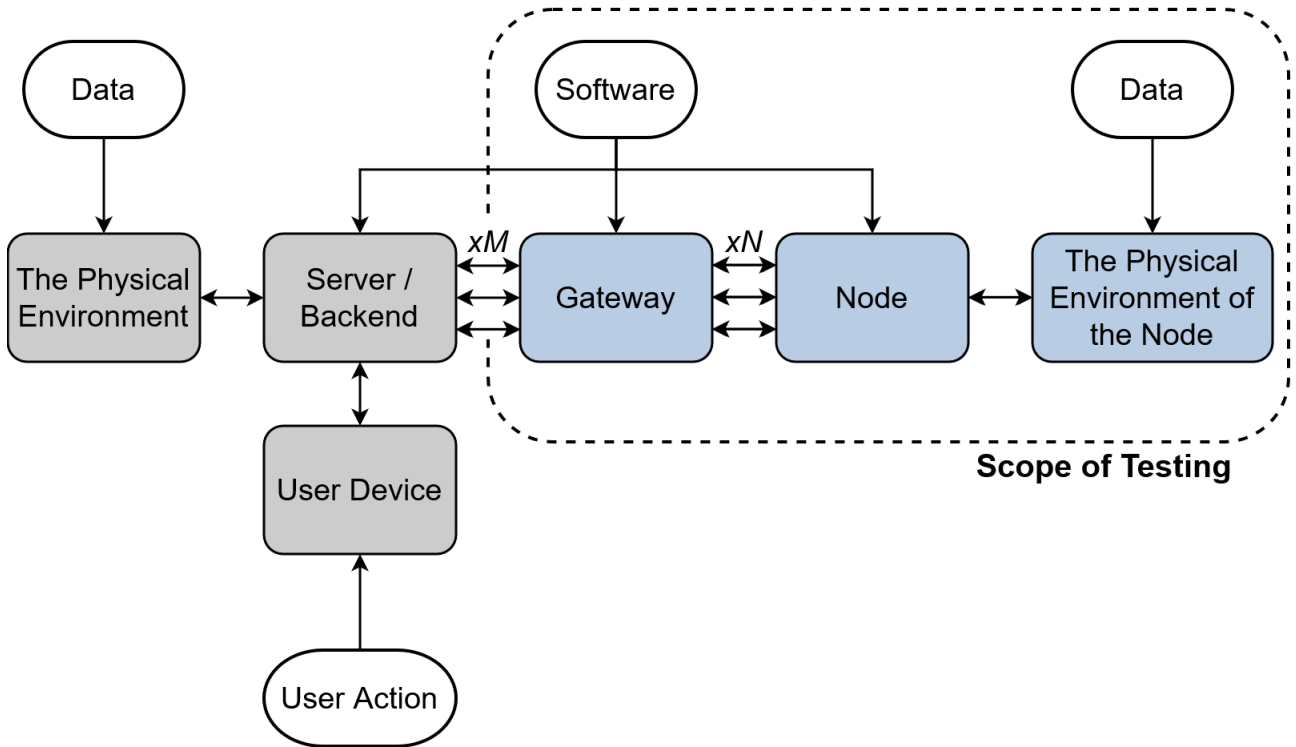 Data
Software
Data
xM
xN
The Physical
Environment
Server /
Backend
Gateway
Node
The Physical
Environment of
the Node
Scope of Testing
User Device
User Action